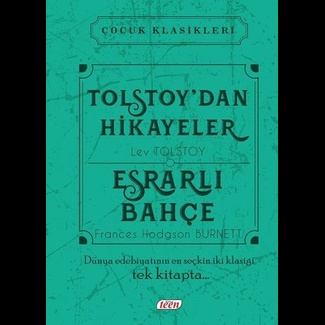 ÇOCUK KLASİKLERİ
TOLSTOY'DAN
HİKAYELER
Lev TOLSTOY
ESRARLI
BAHÇE
Frances Hodgson BURNETT
Dünya edebiyatının en seçkin iki klasiği
tek kitapta...
teen